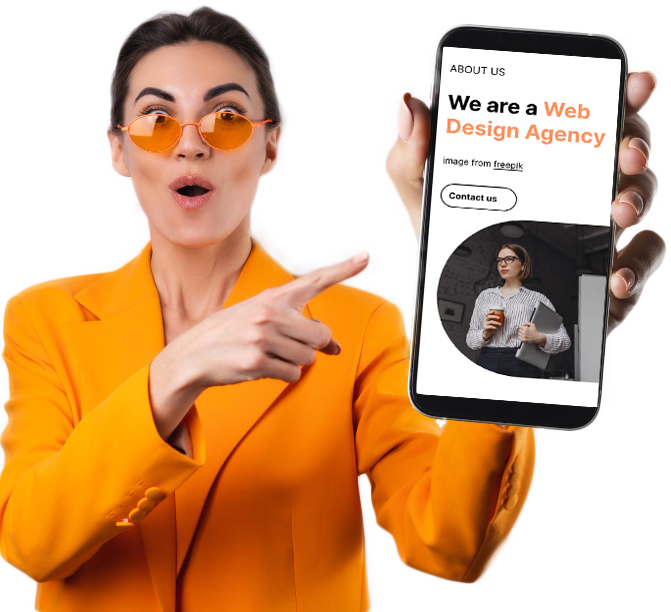 ABOUT US
We are a Web
Design Agency
image from freepik
Contact us